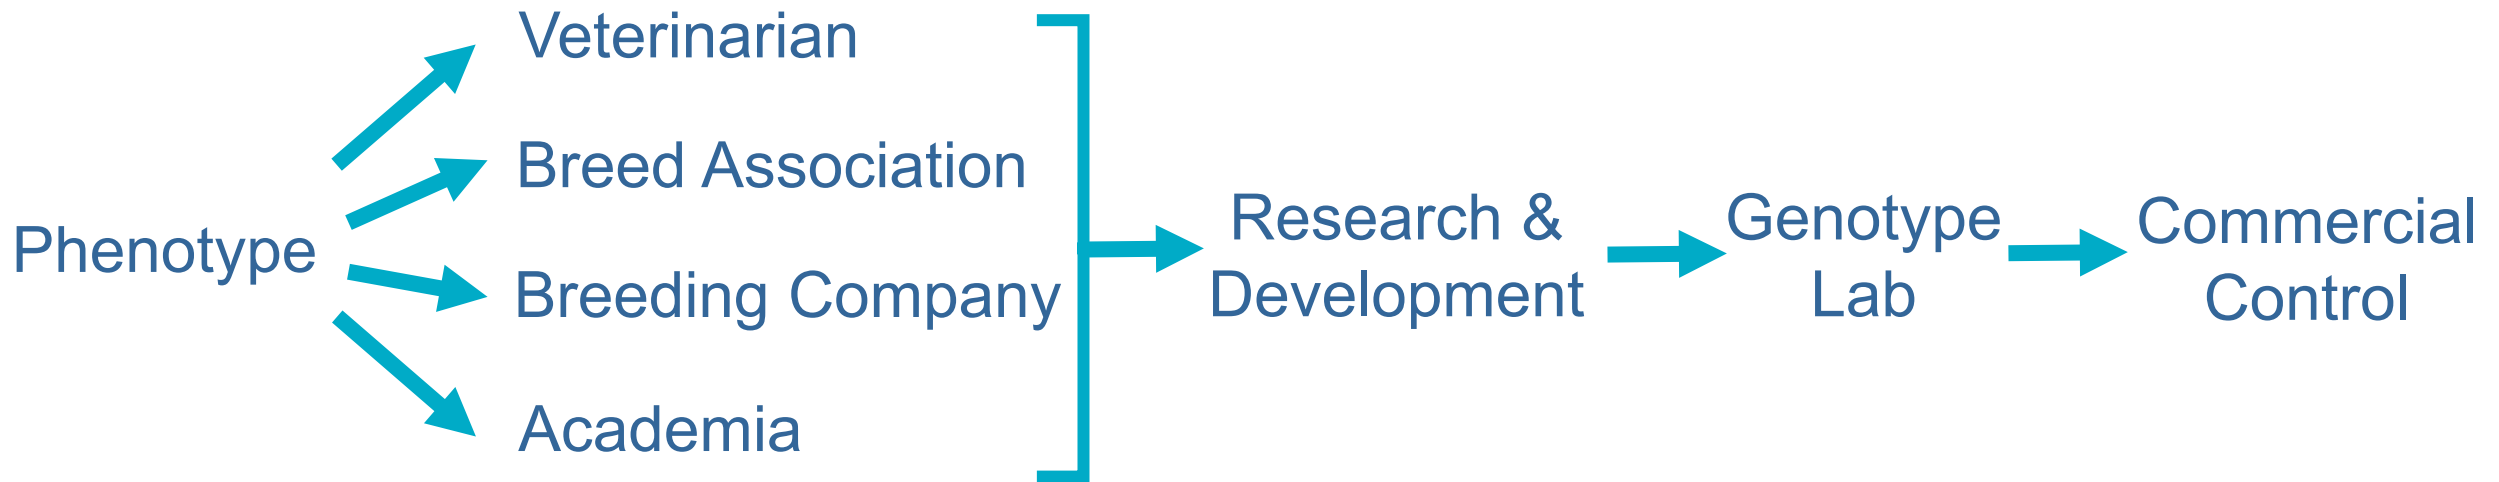 Phenotype
Veterinarian
Breed Association
Breeding Company
Academia
Research &
Development
Genotype
Lab
Commercial
Control